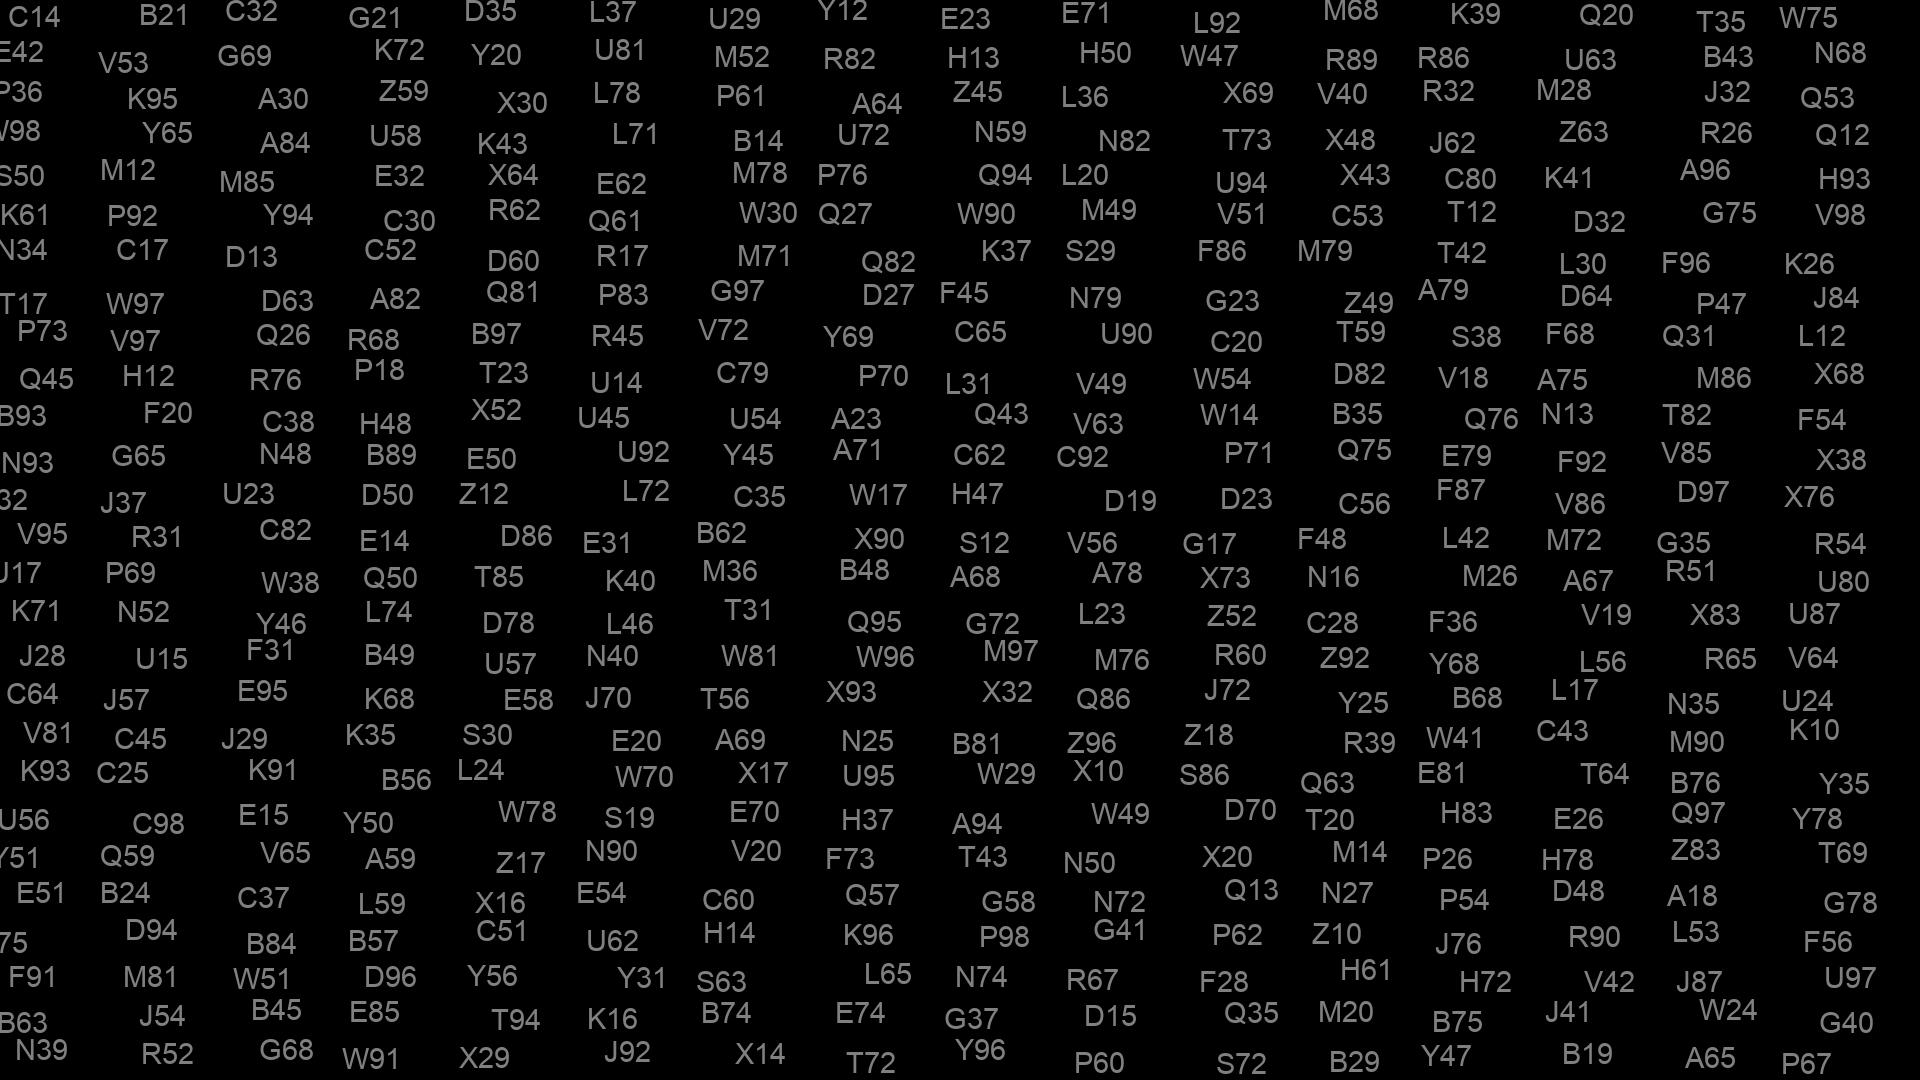 C14 B21 C32 G21 D35 L37 U29 Y12 E23 E71 L92 M68 K39 Q20 T35 W75
E42 V53 G69 K72 Y20 U81 M52 R82 H13 H50 W47 R89 R86 U63 B43 N68
P36 K95 A30 Z59 X30 L78 P61 A64 Z45 L36 X69 V40 R32 M28 J32 Q53
W98 Y65 A84 U58 K43 L71 B14 U72 N59 N82 T73 X48 J62 Z63 R26 Q12
S50 M12 M85 E32 X64 E62 M78 P76 Q94 L20 U94 X43 C80 K41 A96 H93
K61 P92 Y94 C30 R62 Q61 W30 Q27 W90 M49 V51 C53 T12 D32 G75 V98
N34 C17 D13 C52 D60 R17 M71 Q82 K37 S29 F86 M79 T42 L30 F96 K26
T17 W97 D63 A82 Q81 P83 G97 D27 F45 N79 G23 Z49 A79 D64 P47 J84
P73 V97 Q26 R68 B97 R45 V72 Y69 C65 U90 C20 T59 S38 F68 Q31 L12
Q45 H12 R76 P18 T23 U14 C79 P70 L31 V49 W54 D82 V18 A75 M86 X68
B93 F20 C38 H48 X52 U45 U54 A23 Q43 V63 W14 B35 Q76 N13 T82 F54
N93 G65 N48 B89 E50 U92 Y45 A71 C62 C92 P71 Q75 E79 F92 V85 X38
32 J37 U23 D50 Z12 L72 C35 W17 H47 D19 D23 C56 F87 V86 D97 X76
V95 R31 C82 E14 D86 E31 B62 X90 S12 V56 G17 F48 L42 M72 G35 R54
U17 P69 W38 Q50 T85 K40 M36 B48 A68 A78 X73 N16 M26 A67 R51 U80
K71 N52 Y46 L74 D78 L46 T31 Q95 G72 L23 Z52 C28 F36 V19 X83 U87
J28 U15 F31 B49 U57 N40 W81 W96 M97 M76 R60 Z92 Y68 L56 R65 V64
C64 J57 E95 K68 E58 J70 T56 X93 X32 Q86 J72 Y25 B68 L17 N35 U24
V81 C45 J29 K35 S30 E20 A69 N25 B81 Z96 Z18 R39 W41 C43 M90 K10
K93 C25 K91 B56 L24 W70 X17 U95 W29 X10 S86 Q63 E81 T64 B76 Y35
U56 C98 E15 Y50 W78 S19 E70 H37 A94 W49 D70 T20 H83 E26 Q97 Y78
Y51 Q59 V65 A59 Z17 N90 V20 F73 T43 N50 X20 M14 P26 H78 Z83 T69
E51 B24 C37 L59 X16 E54 C60 Q57 G58 N72 Q13 N27 P54 D48 A18 G78
75 D94 B84 B57 C51 U62 H14 K96 P98 G41 P62 Z10 J76 R90 L53 F56
F91 M81 W51 D96 Y56 Y31 S63 L65 N74 R67 F28 H61 H72 V42 J87 U97
B63 J54 B45 E85 T94 K16 B74 E74 G37 D15 Q35 M20 B75 J41 W24 G40
N39 R52 G68 W91 X29 J92 X14 T72 Y96 P60 S72 B29 Y47 B19 A65 P67